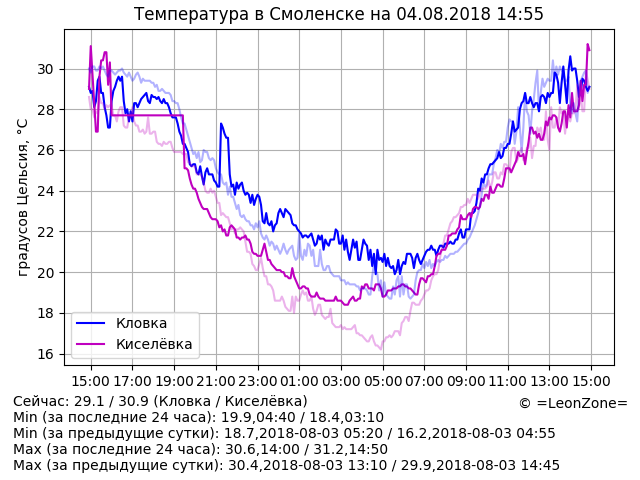 Температура в Смоленске на 04.08.2018 14:55
градусов Цельсия, °C
30
28
26
24
22
20
18
16
Кловка
Киселёвка
15:00 17:00 19:00 21:00 23:00 01:00 03:00 05:00 07:00 09:00 11:00 13:00 15:00
Сейчас: 29.1 / 30.9 (Кловка / Киселёвка)
© =LeonZone=
Min (за последние 24 часа): 19.9,04:40 / 18.4,03:10
Min (за предыдущие сутки): 18.7,2018-08-03 05:20 / 16.2,2018-08-03 04:55
Max (за последние 24 часа): 30.6,14:00 / 31.2,14:50
Max (за предыдущие сутки): 30.4,2018-08-03 13:10 / 29.9,2018-08-03 14:45